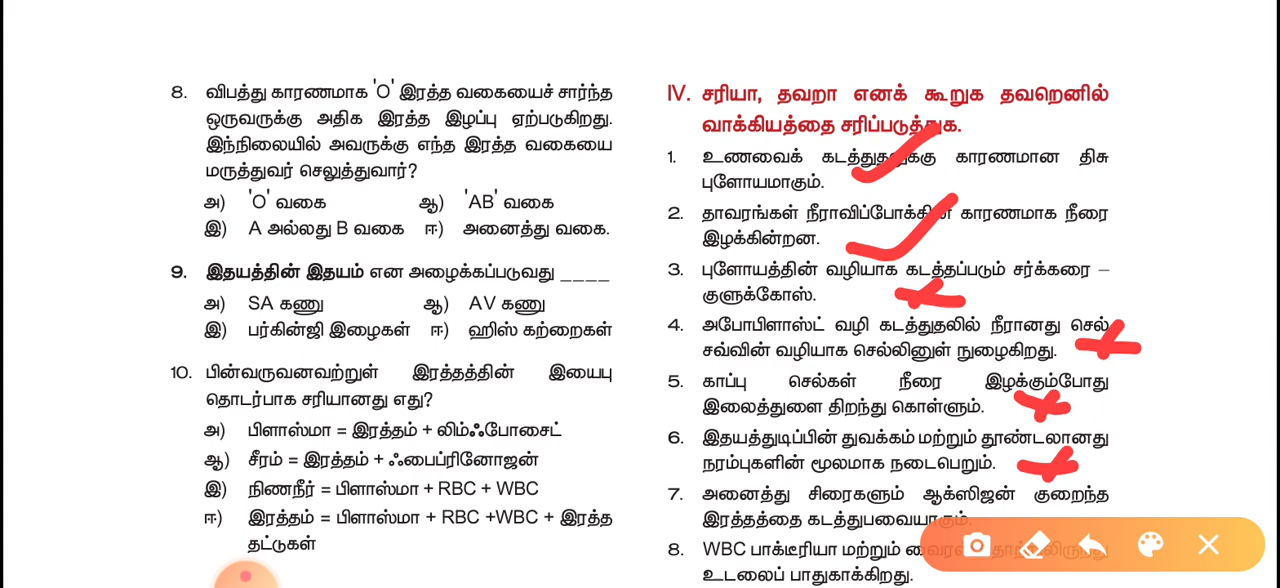 8. விபத்து காரணமாக 'O' இரத்த வகையைச் சார்ந்த
ஒருவருக்கு அதிக இரத்த இழப்பு ஏற்படுகிறது.
இந்நிலையில் அவருக்கு எந்த இரத்த வகையை
மருத்துவர் செலுத்துவார்?
அ) 'O' வகை ஆ) 'AB' வகை
இ) A அல்லது B வகை ஈ) அனைத்து வகை.
9. இதயத்தின் இதயம் என அழைக்கப்படுவது ____
அ) SA கணு ஆ) AV கணு
இ) பர்கின்ஜி இழைகள் ஈ) ஹிஸ் கற்றைகள்
10. பின்வருவனவற்றுள் இரத்தத்தின் இயைபு
தொடர்பாக சரியானது எது?
அ) பிளாஸ்மா = இரத்தம் + லிம்ஃபோசைட்
ஆ) சீரம் = இரத்தம் + ஃபைப்ரினோஜன்
இ) நிணநீர் = பிளாஸ்மா + RBC + WBC
ஈ) இரத்தம் = பிளாஸ்மா + RBC +WBC + இரத்த
தட்டுகள்
IV. சரியா, தவறா எனக் கூறுக தவறெனில்
வாக்கியத்தை சரிப்படுத்துக.
1. உணவைக் கடத்துதலுக்கு காரணமான திசு
புளோயமாகும்.
2. தாவரங்கள் நீராவிப்போக்கின் காரணமாக நீரை
இழக்கின்றன.
3. புளோயத்தின் வழியாக கடத்தப்படும் சர்க்கரை –
குளுக்கோஸ்.
4. அபோபிளாஸ்ட் வழி கடத்துதலில் நீரானது செல்
சவ்வின் வழியாக செல்லினுள் நுழைகிறது.
5. காப்பு செல்கள் நீரை இழக்கும்போது
இலைத்துளை திறந்து கொள்ளும்.
6. இதயத்துடிப்பின் துவக்கம் மற்றும் தூண்டலானது
நரம்புகளின் மூலமாக நடைபெறும்.
7. அனைத்து சிரைகளும் ஆக்ஸிஜன் குறைந்த
இரத்தத்தை கடத்துபவையாகும்.
8. WBC பாக்டீரியா மற்றும்
உடலைப் பாதுகாக்கிறது.